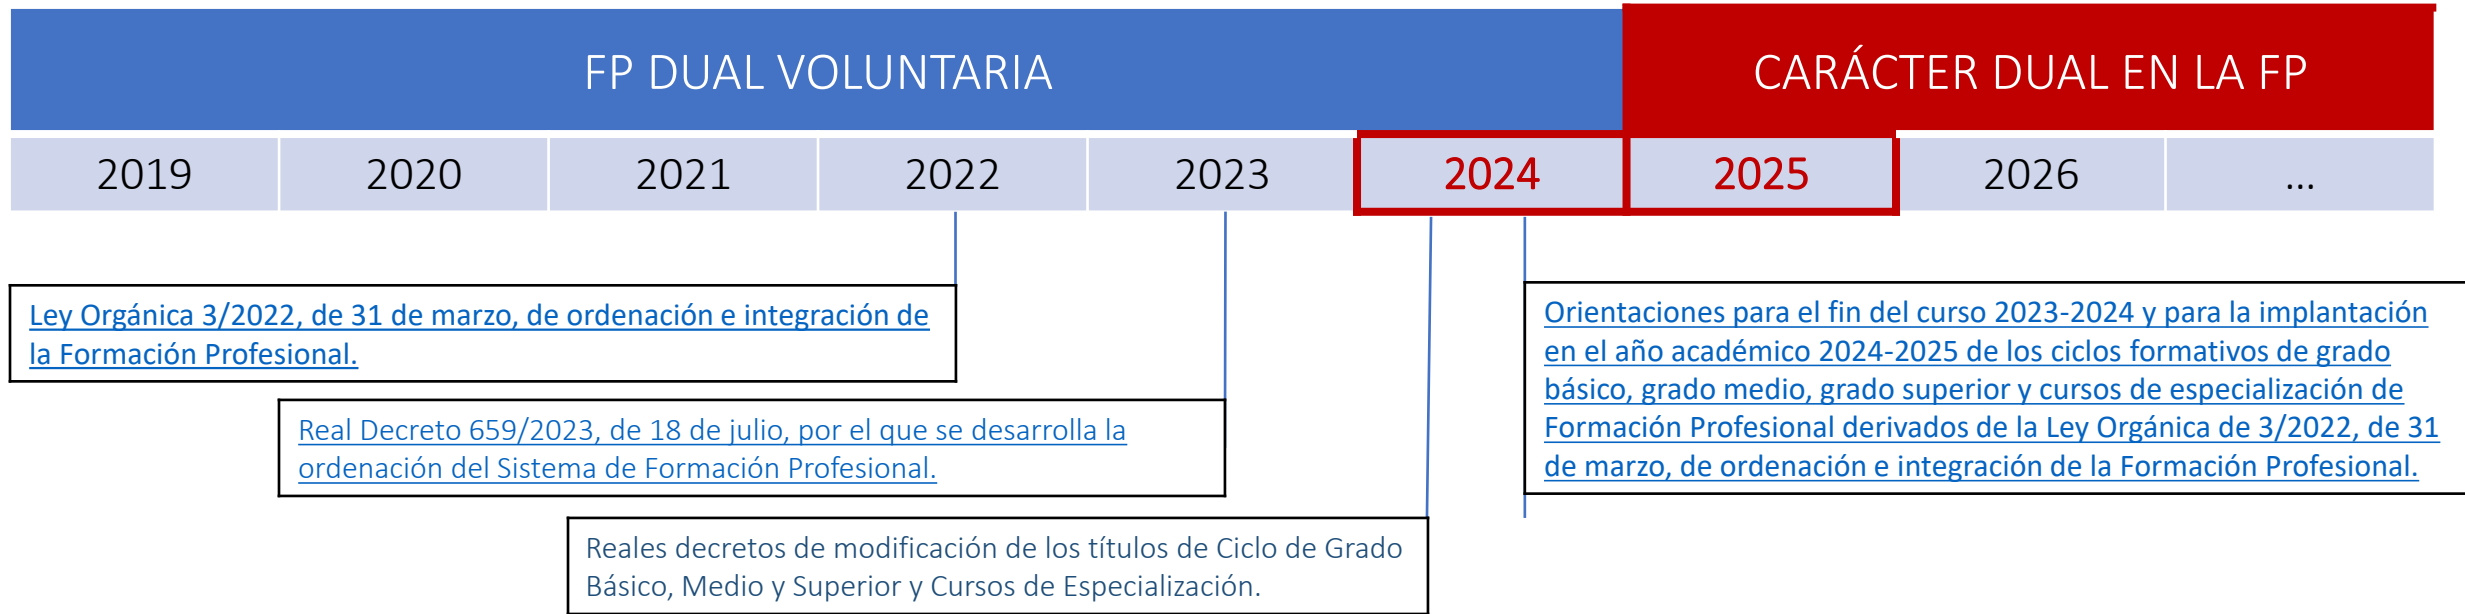 FP DUAL VOLUNTARIA
CARÁCTER DUAL EN LA FP
2019
2020
2021
2022
2023
2024
2025
2026
...
Ley Orgánica 3/2022, de 31 de marzo, de ordenación e integración de
la Formación Profesional.
Real Decreto 659/2023, de 18 de julio, por el que se desarrolla la
ordenación del Sistema de Formación Profesional.
Reales decretos de modificación de los títulos de Ciclo de Grado
Básico, Medio y Superior y Cursos de Especialización.
Orientaciones para el fin del curso 2023-2024 y para la implantación
en el año académico 2024-2025 de los ciclos formativos de grado
básico, grado medio, grado superior y cursos de especialización de
Formación Profesional derivados de la Ley Orgánica de 3/2022, de 31
de marzo, de ordenación e integración de la Formación Profesional.